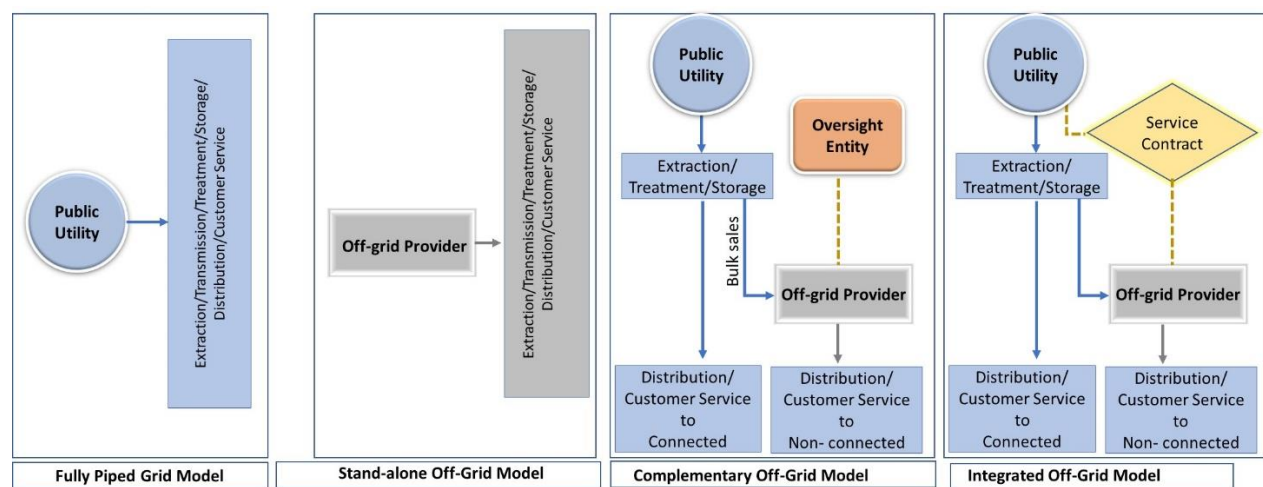 Public
Utility
Extraction/Transmission/Treatment/Storage/
Distribution/Customer Service
Fully Piped Grid Model
Off-grid Provider
Extraction/Transmission/Treatment/Storage/
Distribution/Customer Service
Stand-alone Off-Grid Model
Public
Utility
Oversight
Entity
Extraction/
Treatment/Storage
Bulk sales
Off-grid Provider
Distribution/
Customer Service
to
Connected
Distribution/
Customer Service
to
Non- connected
Complementary Off-Grid Model
Public
Utility
Service
Contract
Extraction/
Treatment/Storage
Off-grid Provider
Distribution/
Customer Service
to
Connected
Distribution/
Customer Service
to
Non- connected
Integrated Off-Grid Model